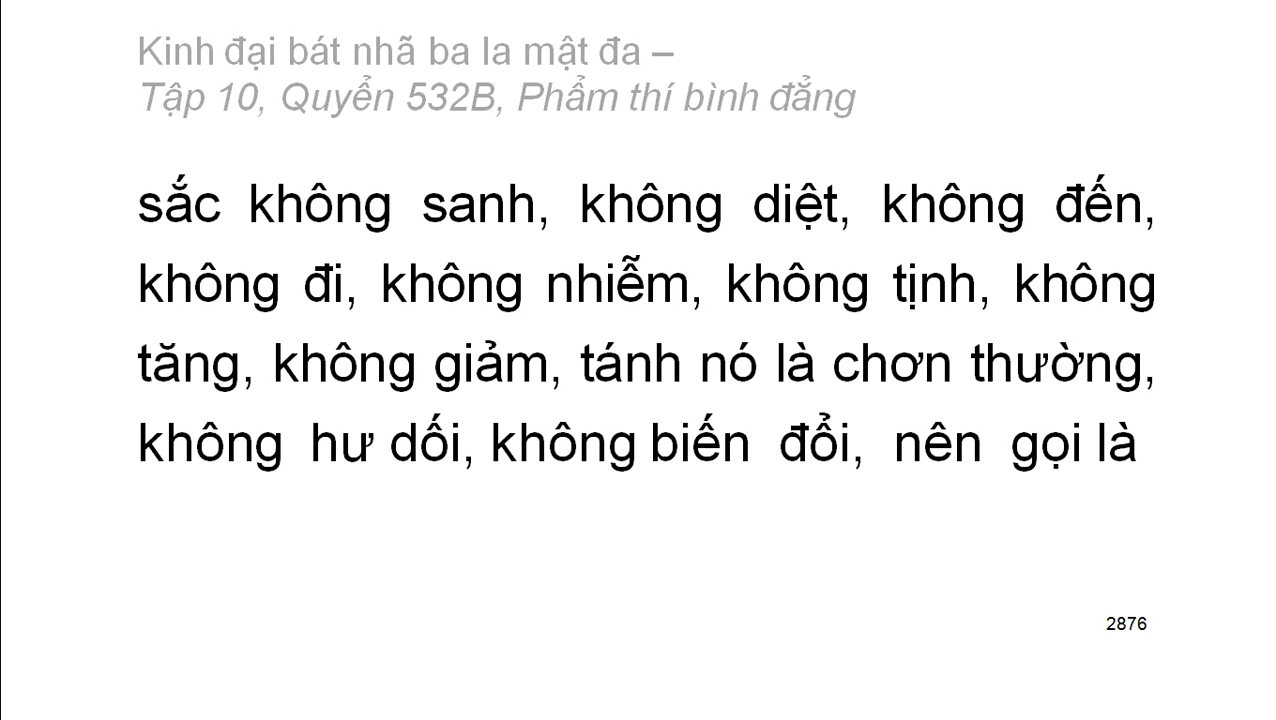 Kinh đại bát nhã ba la mật đa –
Tập 10, Quyển 532B, Phẩm thí bình đẳng
sắc không sanh, không diệt, không đến,
không đi, không nhiễm, không tịnh, không
tăng, không giảm, tánh nó là chơn thường,
không hư dối, không biến đổi, nên gọi là
2876